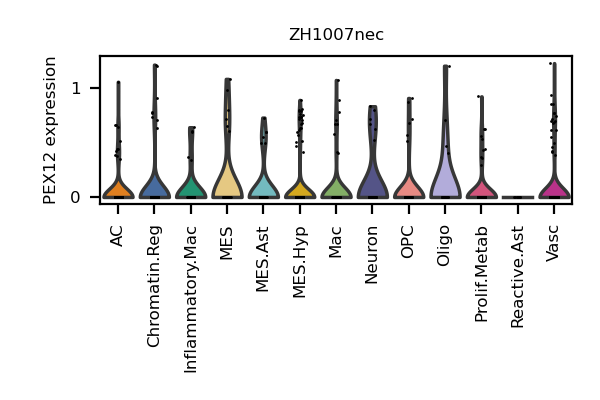 ZH1007nec
PEX12 expression
1
0
AC
Chromatin.Reg
Inflammatory.Mac
MES
MES.Ast
MES.Hyp
Mac
Neuron
OPC
Oligo
Prolif.Metab
Reactive.Ast
Vasc